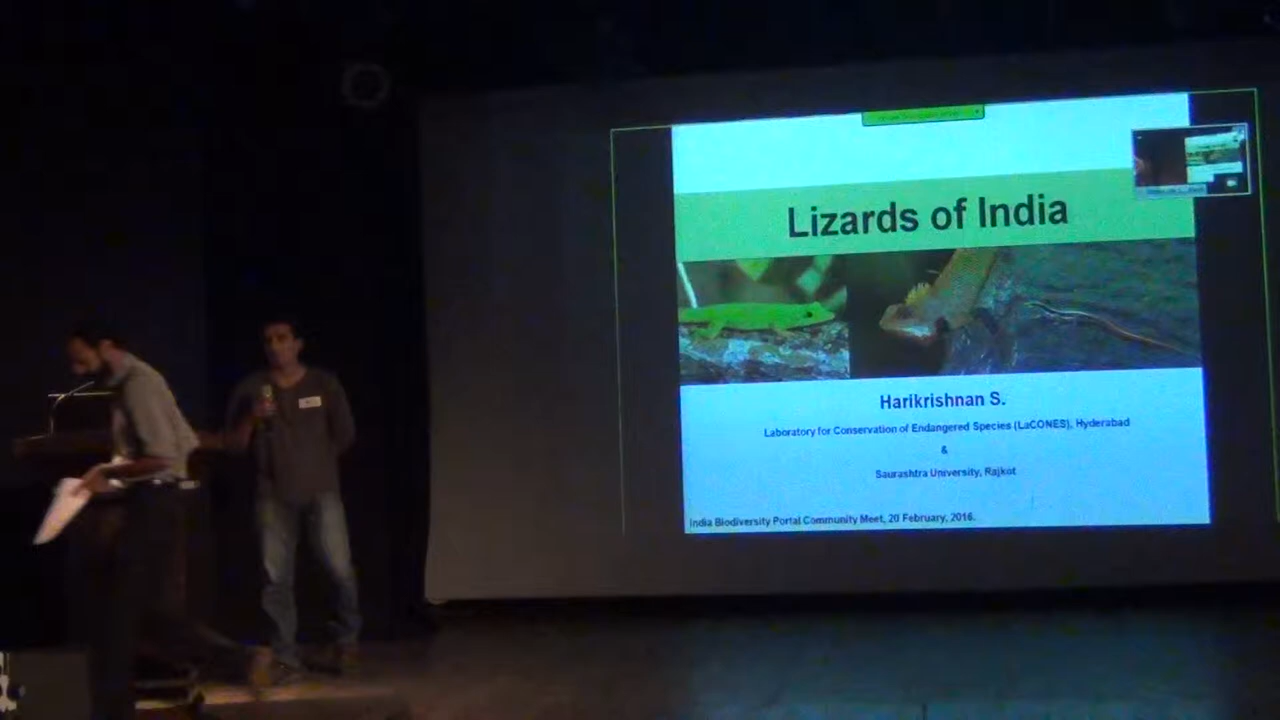 Lizards of India
Harikrishnan S.
Laboratory for Conservation of Endangered Species (LaCONES), Hyderabad
&
Saurashtra University, Rajkot
India Biodiversity Portal Community Meet, 20 February, 2016.